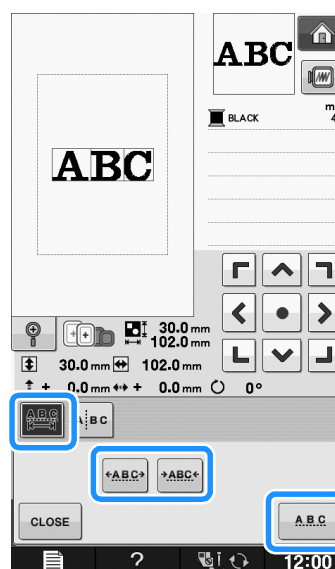 ABC
m
BLACK
4
ABC
30.0 mm
102.0 mm
30.0 mm 102.0 mm
+ 0.0 mm + 0.0 mm 0°
ABC
A BC
ABC ABC
CLOSE
ABC
? 12:00